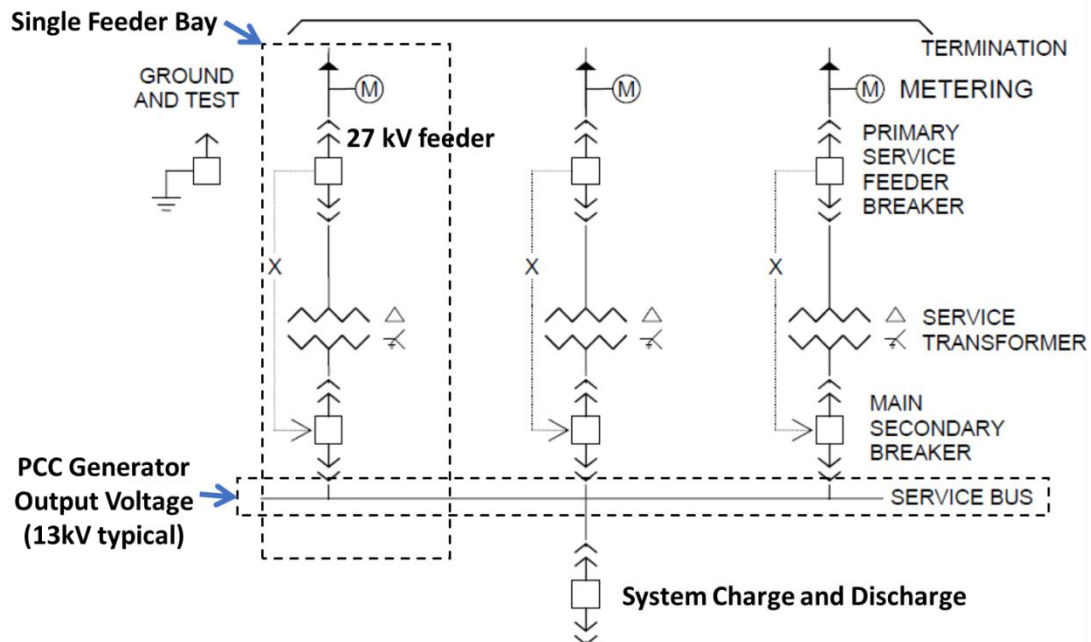 Single Feeder Bay
TERMINATION
GROUND
AND TEST
M
M
M
METERING
27 kV feeder
PRIMARY
SERVICE
FEEDER
BREAKER
X
X
X
SERVICE
TRANSFORMER
MAIN
SECONDARY
BREAKER
PCC Generator
Output Voltage
(13kV typical)
SERVICE BUS
System Charge and Discharge